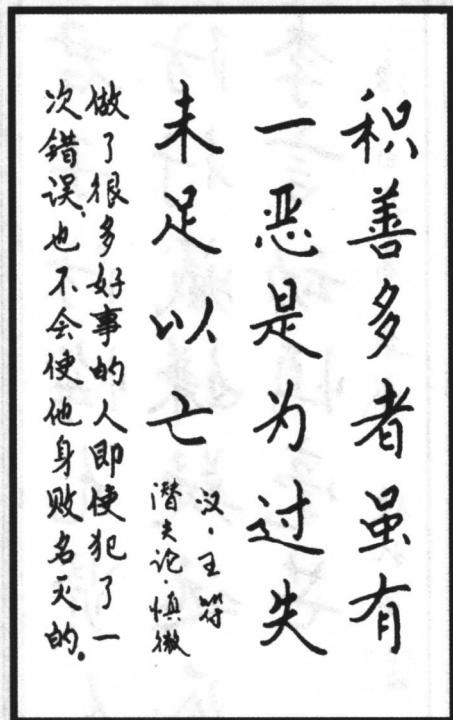 积善多者虽有
一恶是为过失
未足以亡
汉·王符
潜夫论·慎微
做了很多好事的人即使犯了一
次错误，也不会使他身败名灭的。